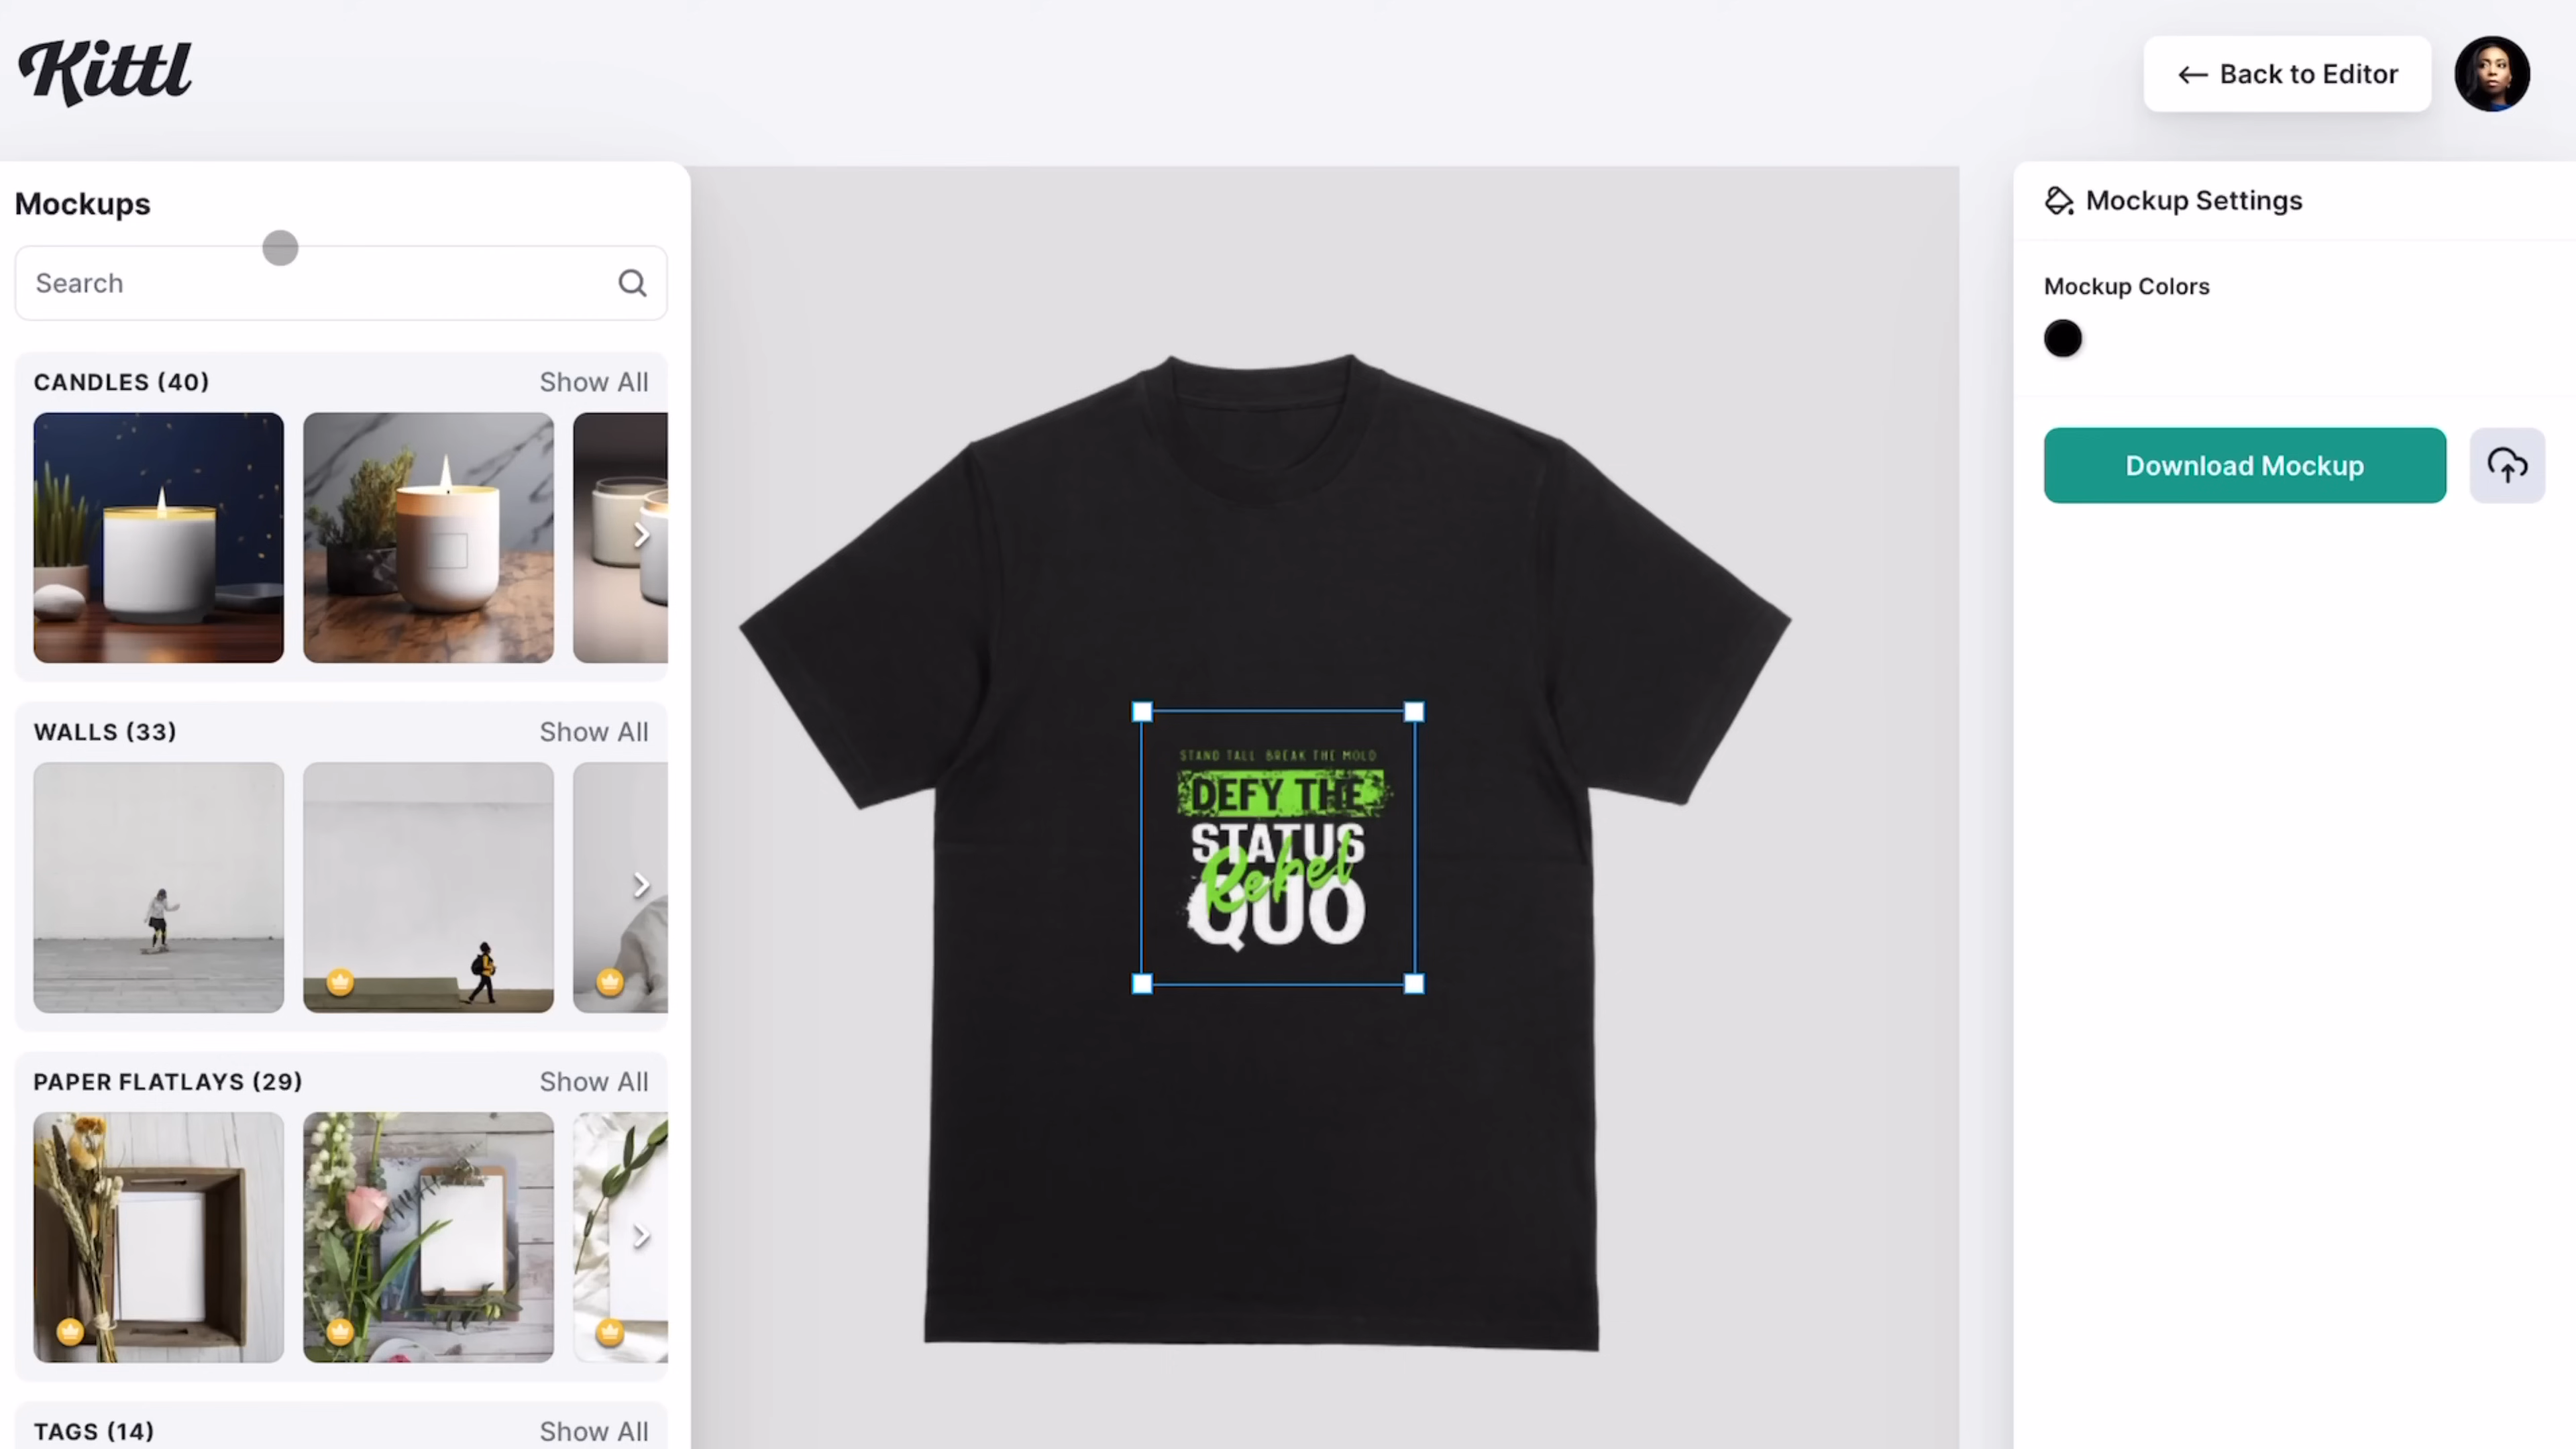 Kittl
Back to Editor
Mockups
Search
CANDLES (40)
Show All
WALLS (33)
Show All
PAPER FLATLAYS (29)
Show All
TAGS (14)
Show All
STAND TALL BREAK THE MOLD
DEFY THE
STATUS
Rebel
QUO
Mockup Settings
Mockup Colors
Download Mockup